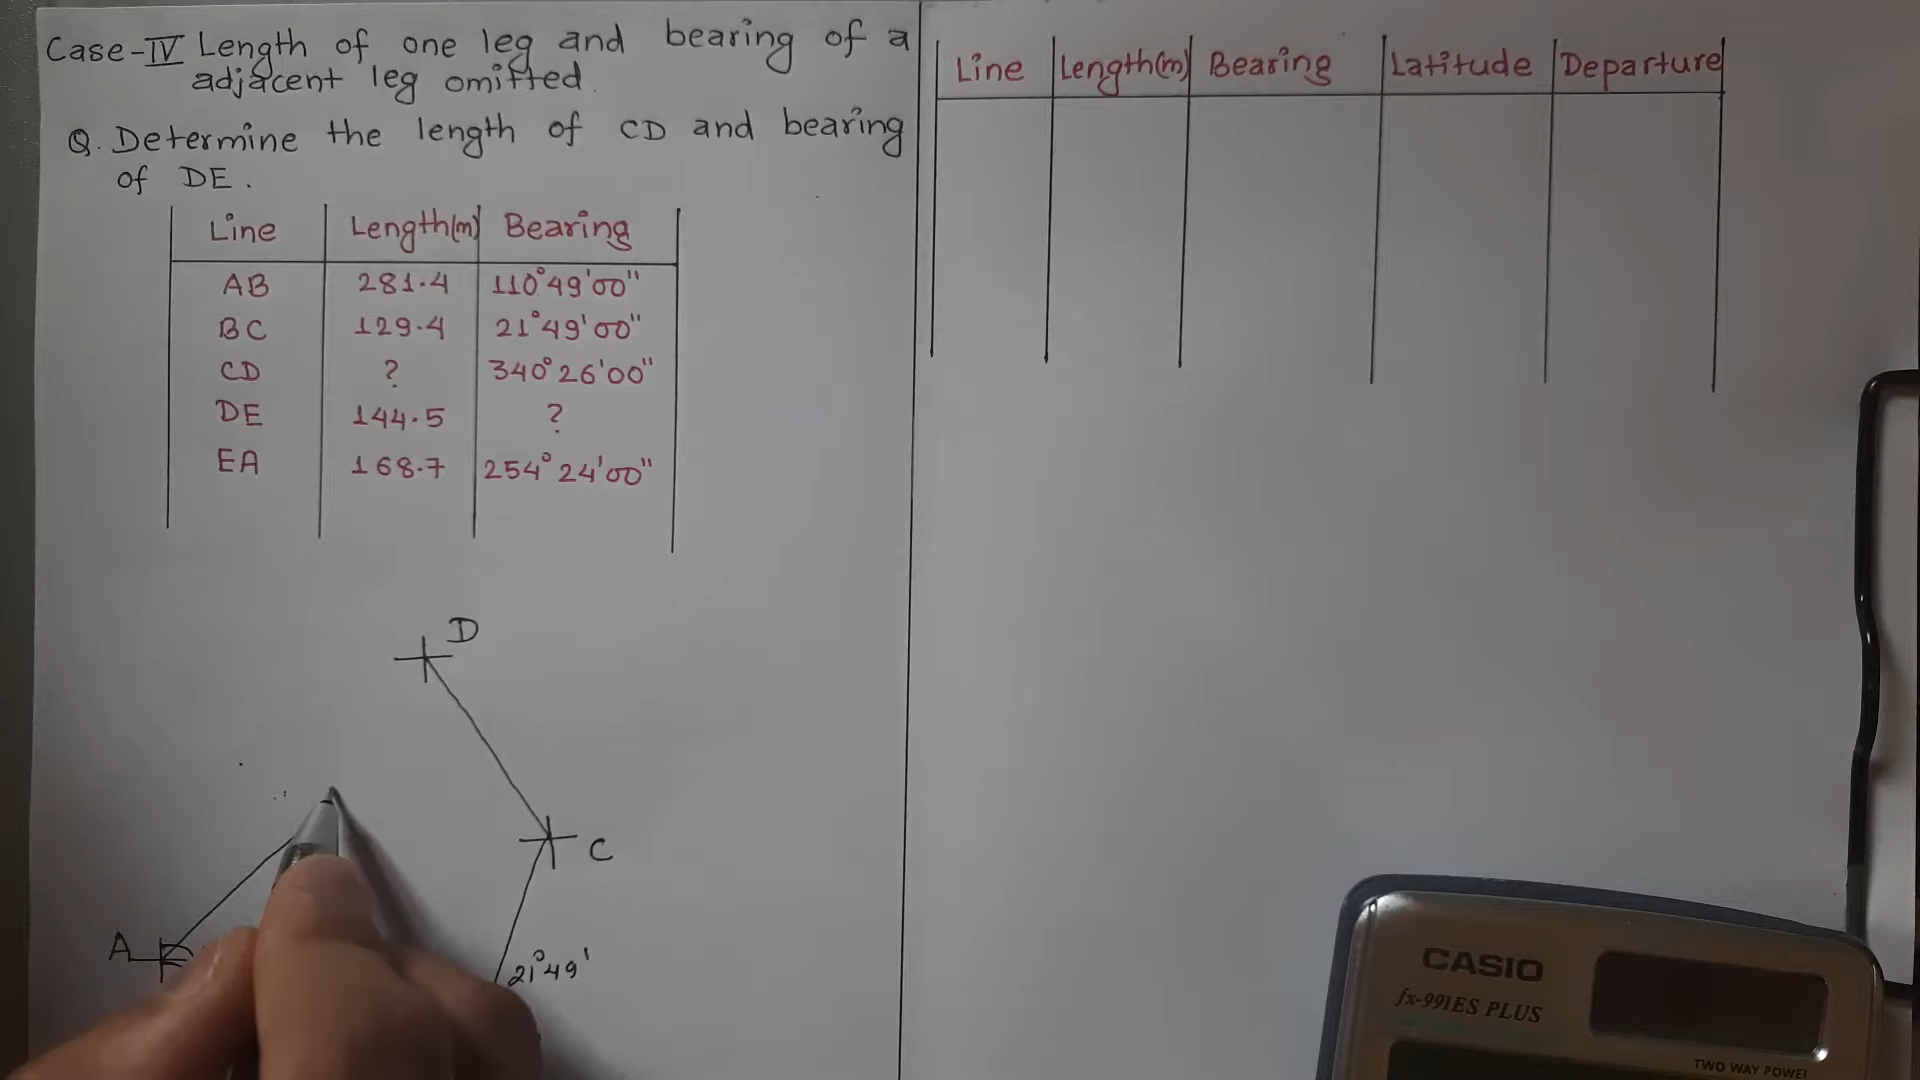 Case-IV Length of one leg and bearing of a
adjacent leg omitted.
Q. Determine the length of CD and bearing
of DE.
Line Length(m) Bearing
AB 281.4 110°49'00"
BC 129.4 21°49'00"
CD ? 340°26'00"
DE 144.5 ?
EA 168.7 254°24'00"
D
C
A
21°49'
Line Length(m) Bearing Latitude Departure
CASIO
fx-991ES PLUS
TWO WAY POWER